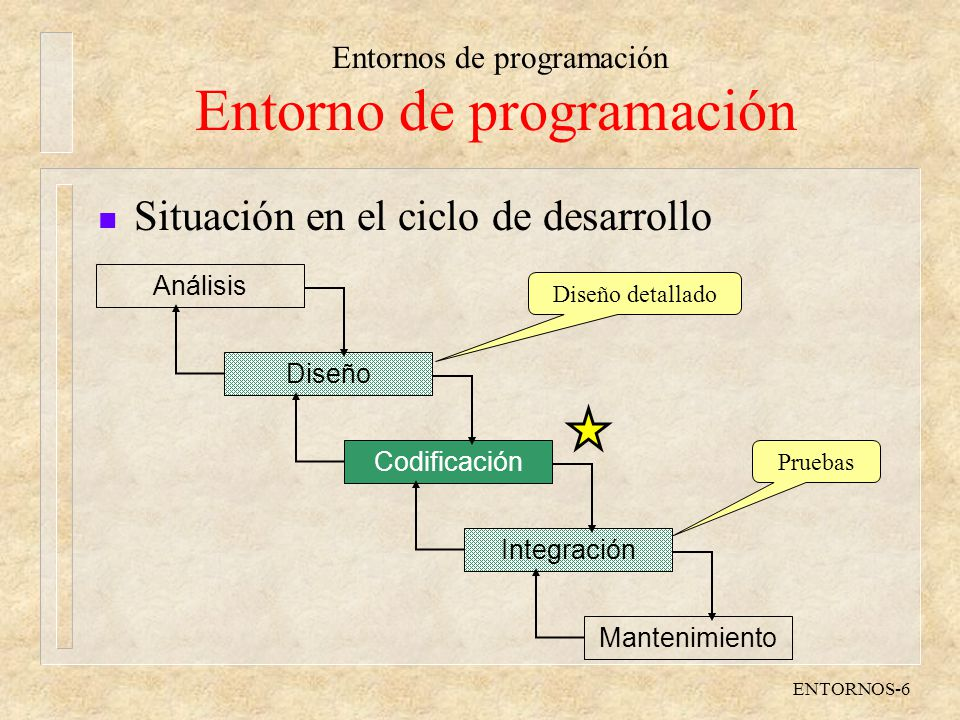 Entornos de programación
Entorno de programación
Situación en el ciclo de desarrollo
Análisis
Diseño detallado
Diseño
Codificación
Pruebas
Integración
Mantenimiento
ENTORNOS-6